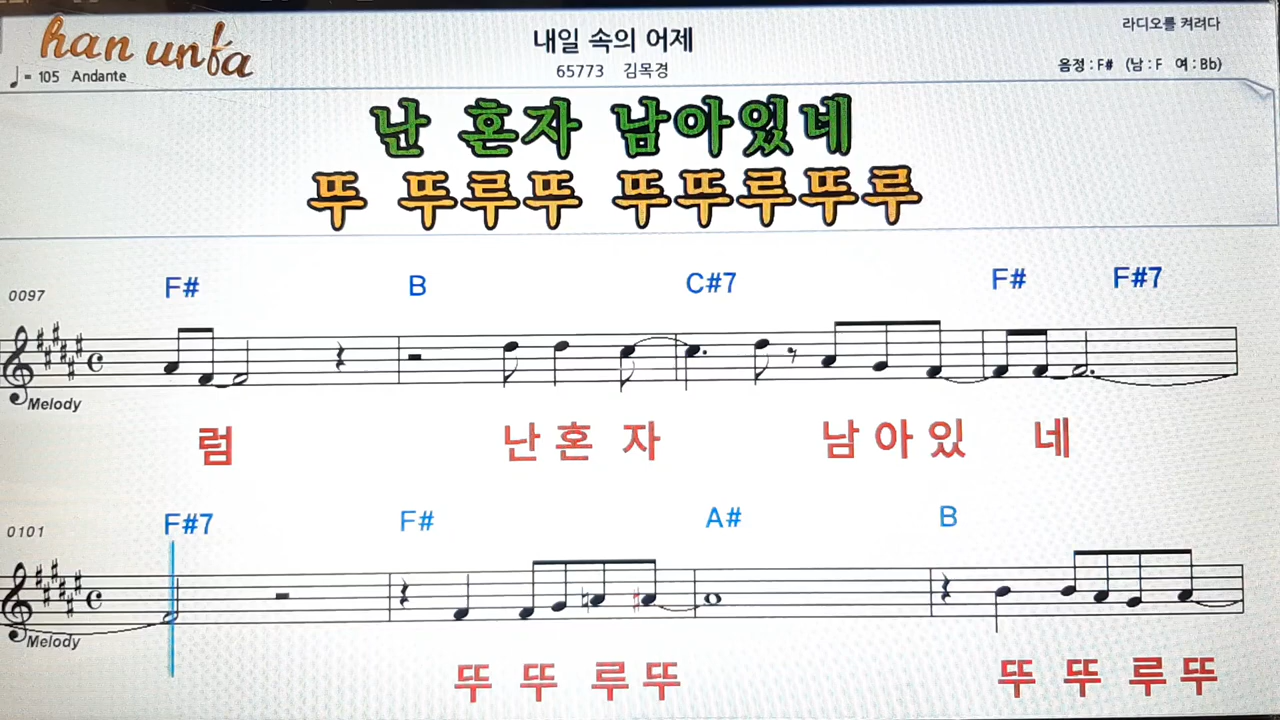 han unfa
♩= 105 Andante
내일 속의 어제
65773 김목경
라디오를 켜려다
음정 : F# (남 : F 여 : Bb)
난 혼자 남아있네
뚜 뚜루뚜 뚜뚜루뚜루
0097
F# B C#7 F# F#7
Melody
럼 난 혼 자 남 아 있 네
0101
F#7 F# A# B
Melody
뚜 뚜 루 뚜 뚜 뚜 루 뚜